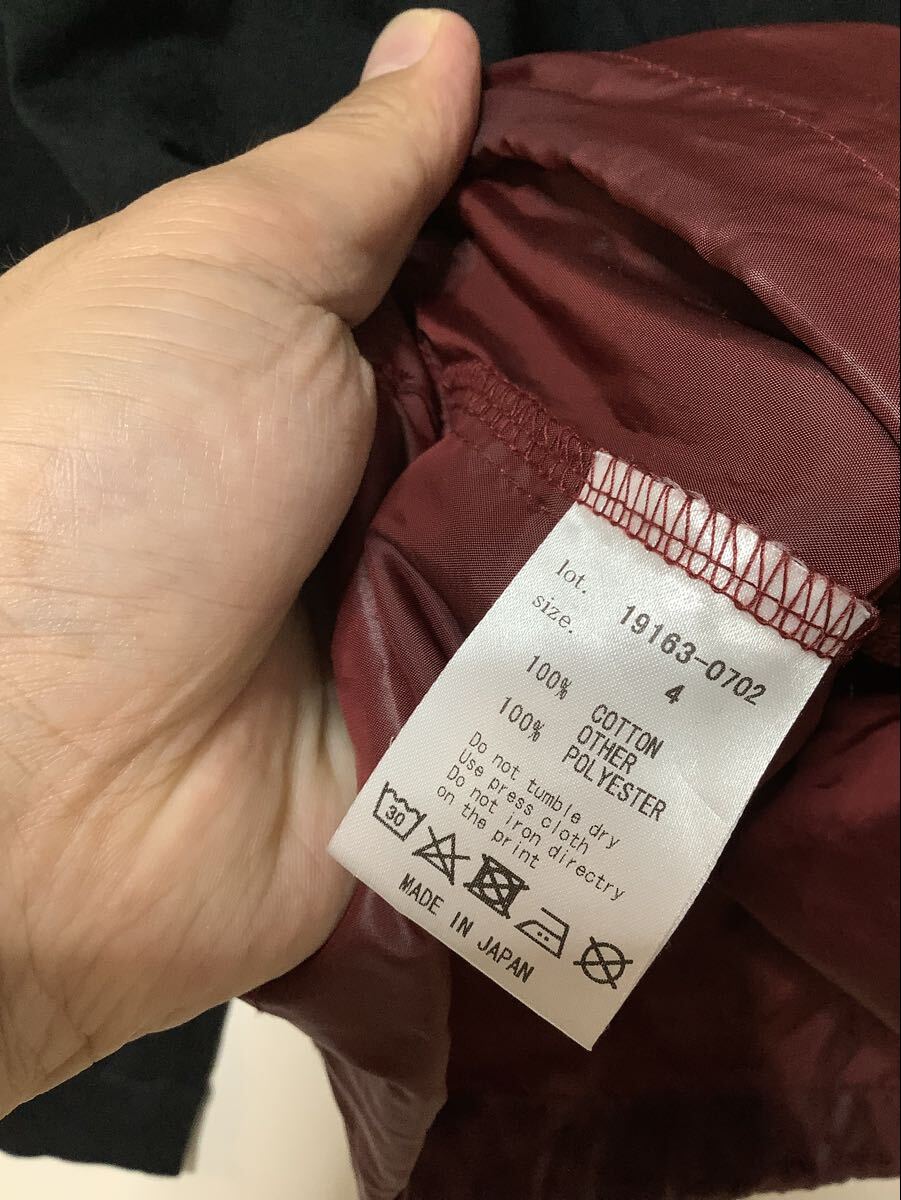 lot. 19163-0702
size. 4
100% COTTON
OTHER
100% POLYESTER
Do not tumble dry
Use press cloth
Do not iron directry
on the print
30
MADE IN JAPAN